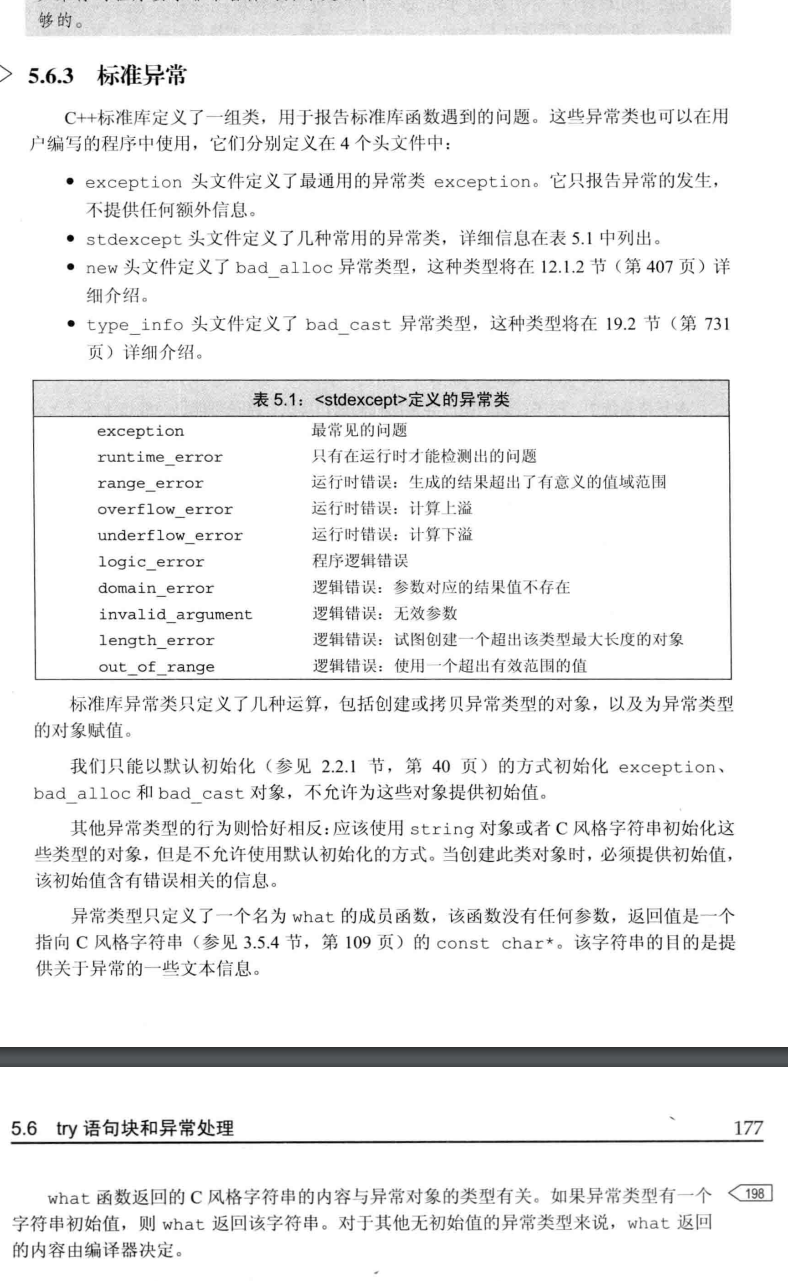 够的。
5.6.3 标准异常
C++标准库定义了一组类，用于报告标准库函数遇到的问题。这些异常类也可以在用
户编写的程序中使用，它们分别定义在 4 个头文件中：
• exception 头文件定义了最通用的异常类 exception。它只报告异常的发生，
不提供任何额外信息。
• stdexcept 头文件定义了几种常用的异常类，详细信息在表 5.1 中列出。
• new 头文件定义了 bad_alloc 异常类型，这种类型将在 12.1.2 节（第 407 页）详
细介绍。
• type_info 头文件定义了 bad_cast 异常类型，这种类型将在 19.2 节（第 731
页）详细介绍。
表 5.1：<stdexcept>定义的异常类
exception 最常见的问题
runtime_error 只有在运行时才能检测出的问题
range_error 运行时错误：生成的结果超出了有意义的值域范围
overflow_error 运行时错误：计算上溢
underflow_error 运行时错误：计算下溢
logic_error 程序逻辑错误
domain_error 逻辑错误：参数对应的结果值不存在
invalid_argument 逻辑错误：无效参数
length_error 逻辑错误：试图创建一个超出该类型最大长度的对象
out_of_range 逻辑错误：使用一个超出有效范围的值
标准库异常类只定义了几种运算，包括创建或拷贝异常类型的对象，以及为异常类型
的对象赋值。
我们只能以默认初始化（参见 2.2.1 节，第 40 页）的方式初始化 exception、
bad_alloc 和 bad_cast 对象，不允许为这些对象提供初始值。
其他异常类型的行为则恰好相反：应该使用 string 对象或者 C 风格字符串初始化这
些类型的对象，但是不允许使用默认初始化的方式。当创建此类对象时，必须提供初始值，
该初始值含有错误相关的信息。
异常类型只定义了一个名为 what 的成员函数，该函数没有任何参数，返回值是一个
指向 C 风格字符串（参见 3.5.4 节，第 109 页）的 const char*。该字符串的目的是提
供关于异常的一些文本信息。
5.6 try 语句块和异常处理 177
what 函数返回的 C 风格字符串的内容与异常对象的类型有关。如果异常类型有一个 198
字符串初始值，则 what 返回该字符串。对于其他无初始值的异常类型来说，what 返回
的内容由编译器决定。